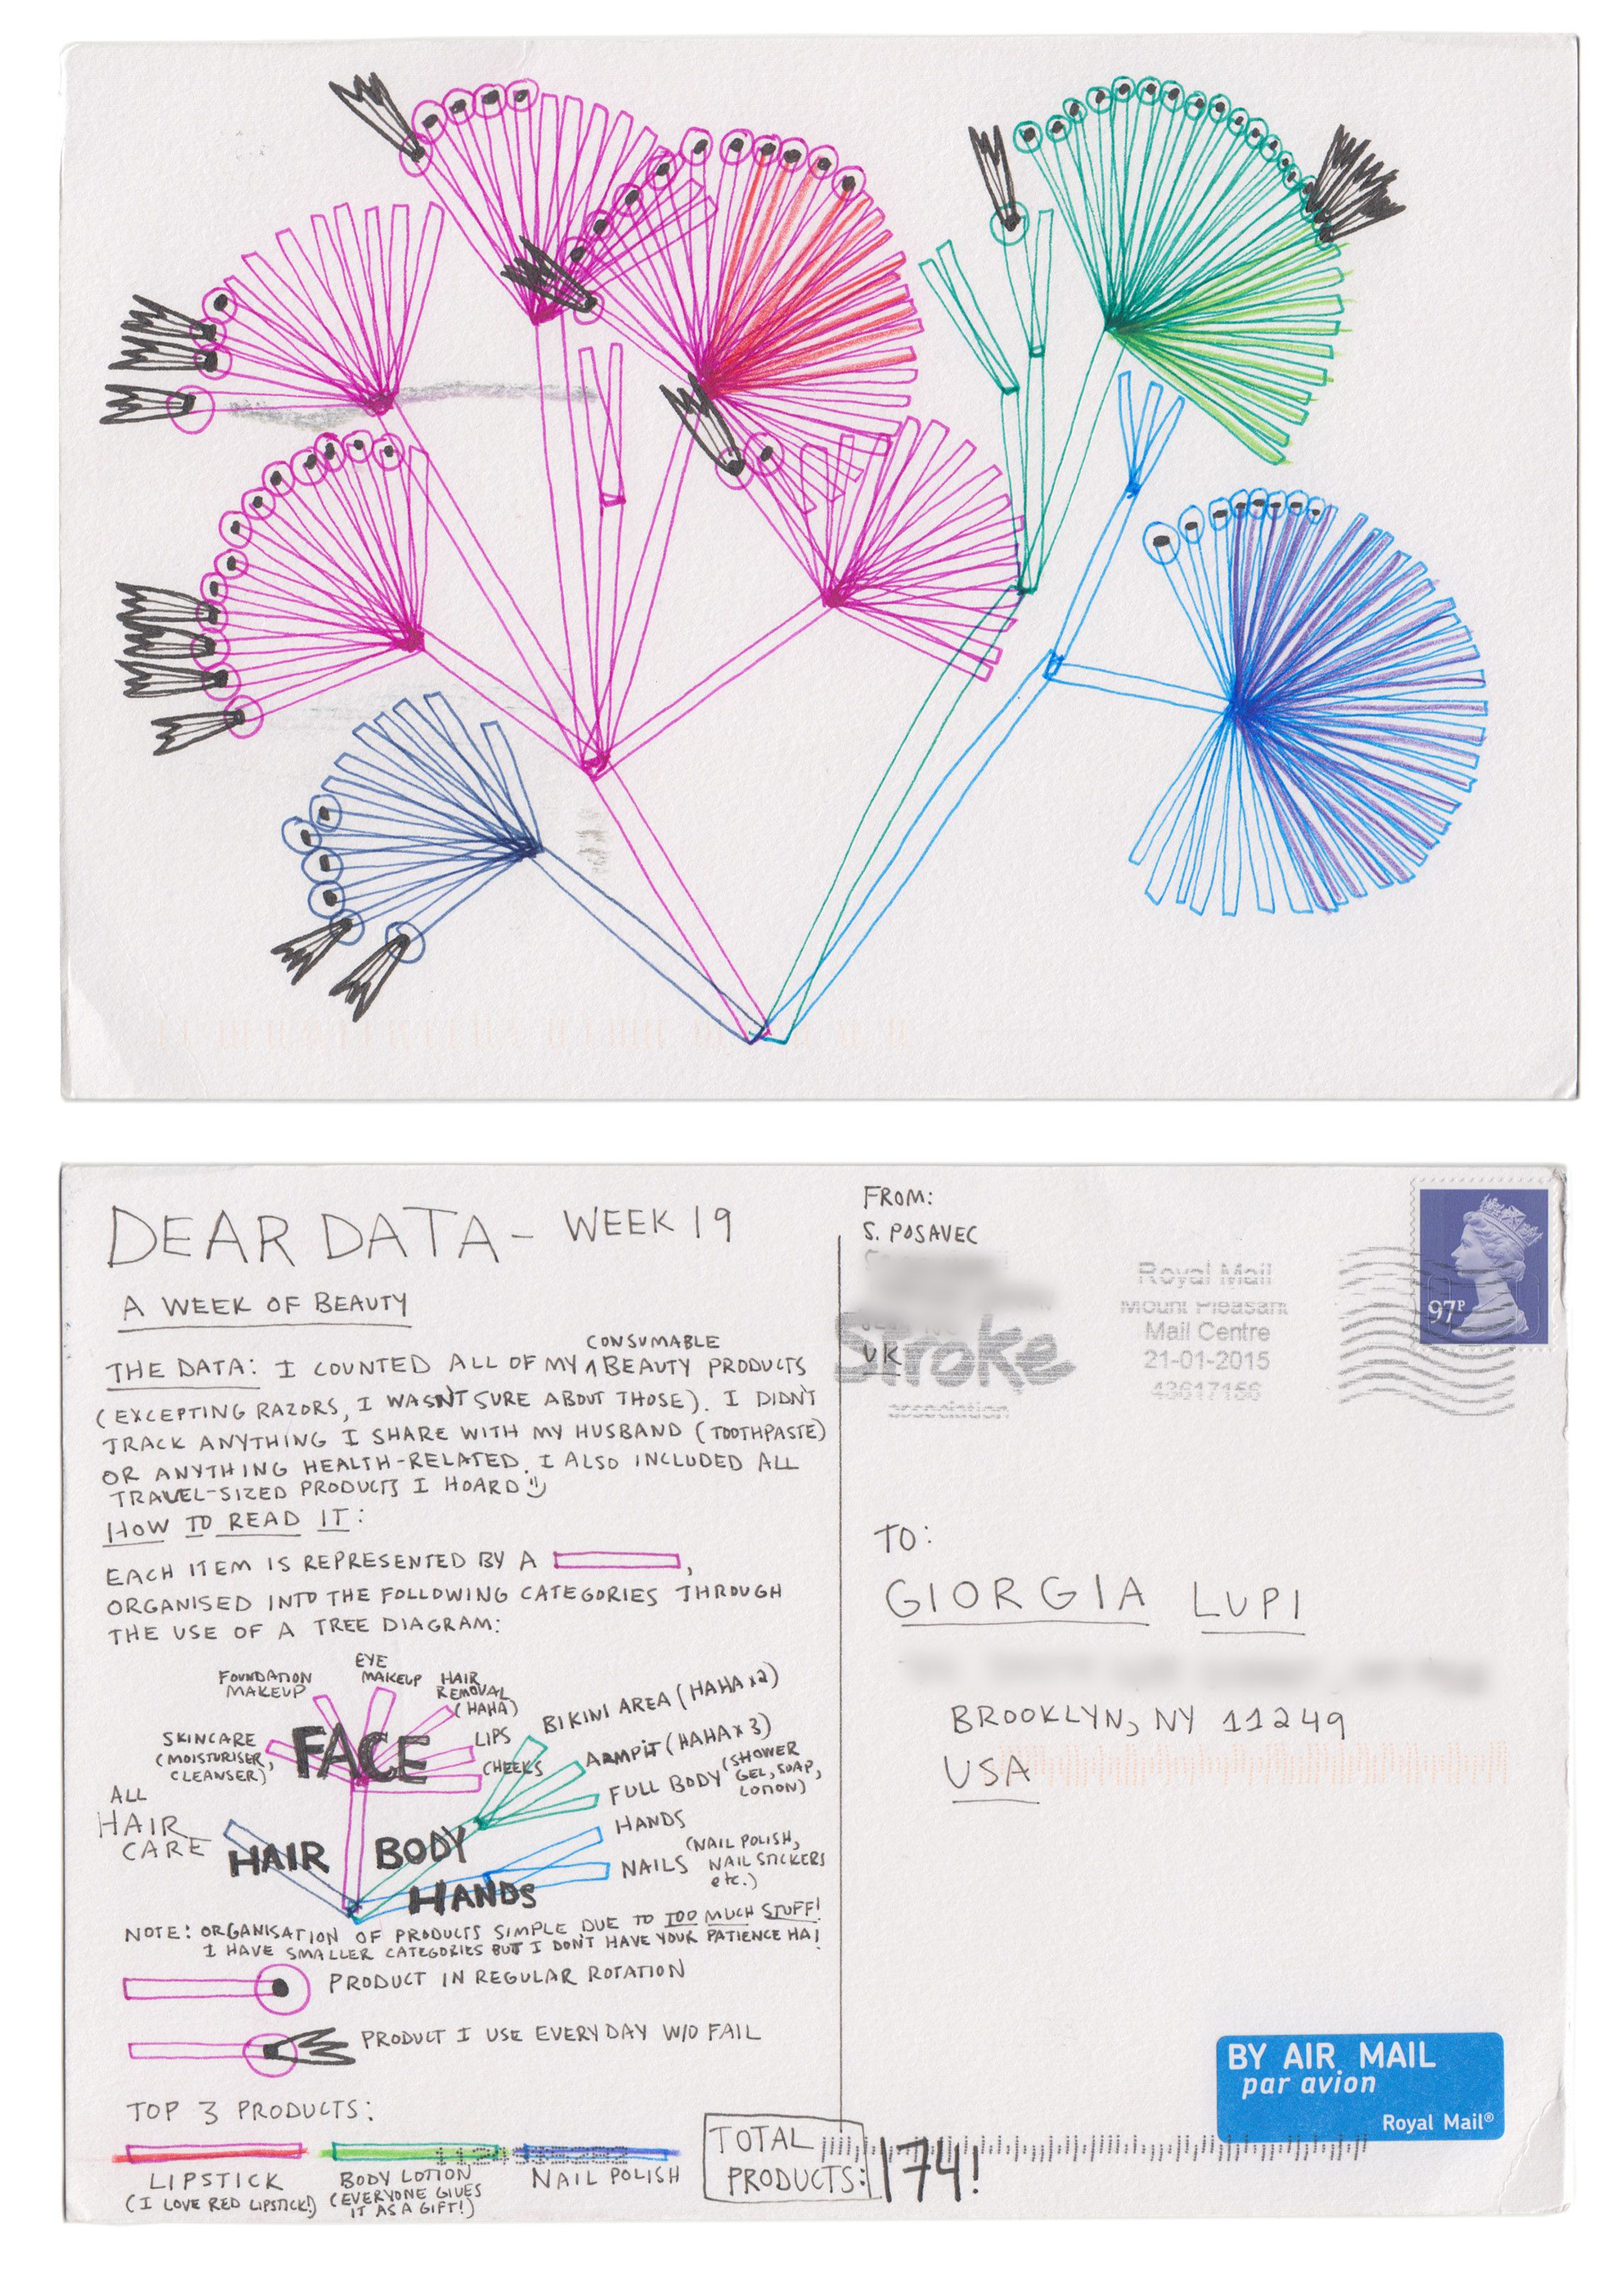 DEAR DATA - WEEK 19
A WEEK OF BEAUTY
CONSUMABLE
THE DATA: I COUNTED ALL OF MY ^ BEAUTY PRODUCTS
(EXCEPTING RAZORS, I WASN'T SURE ABOUT THOSE). I DIDN'T
TRACK ANYTHING I SHARE WITH MY HUSBAND (TOOTHPASTE)
OR ANYTHING HEALTH-RELATED. I ALSO INCLUDED ALL
TRAVEL-SIZED PRODUCTS I HOARD
HOW TO READ IT:
EACH ITEM IS REPRESENTED BY A ,
ORGANISED INTO THE FOLLOWING CATEGORIES THROUGH
THE USE OF A TREE DIAGRAM:
FOUNDATION
MAKEUP
EYE
MAKEUP
HAIR
REMOVAL
(HAHA)
SKINCARE
(MOISTURISER,
CLEANSER)
FACE
LIPS
CHEEKS
BIKINI AREA (HAHA x2)
ARMPIT (HAHA x 3)
FULL BODY (SHOWER
GEL, SOAP,
LOTION)
ALL
HAIR
CARE
HAIR
BODY
HANDS
HANDS
NAILS (NAIL POLISH,
NAIL STICKERS
etc.)
NOTE: ORGANISATION OF PRODUCTS SIMPLE DUE TO TOO MUCH STUFF!
I HAVE SMALLER CATEGORIES BUT I DON'T HAVE YOUR PATIENCE HA!
PRODUCT IN REGULAR ROTATION
PRODUCT I USE EVERYDAY W/O FAIL
TOP 3 PRODUCTS:
LIPSTICK
(I LOVE RED LIPSTICK!)
BODY LOTION
(EVERYONE GIVES
IT AS A GIFT!)
NAIL POLISH
TOTAL
PRODUCTS: 174!
FROM:
S. POSAVEC
UK
Stroke
association
Royal Mail
Mount Pleasant
Mail Centre
21-01-2015
43617156
97P
TO:
GIORGIA LUPI
BROOKLYN, NY 11249
USA
BY AIR MAIL
par avion
Royal Mail®